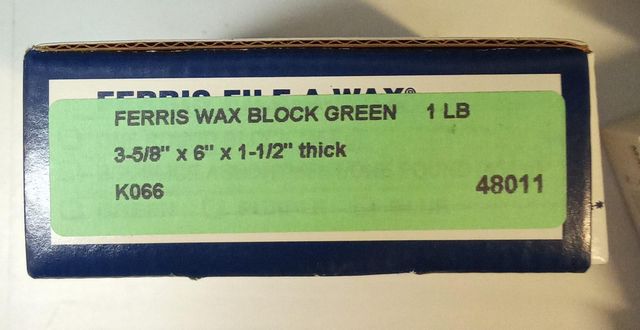 FERRIS FILE-A-WAX®
FERRIS WAX BLOCK GREEN 1 LB
3-5/8" x 6" x 1-1/2" thick
K066 48011